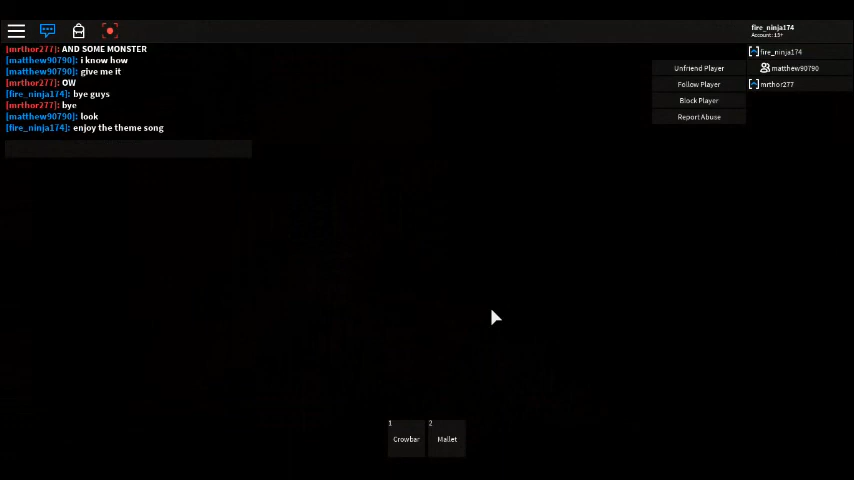 fire_ninja174
Account: 13+
[mrthor277]: AND SOME MONSTER
[matthew90790]: i know how
[matthew90790]: give me it
[mrthor277]: OW
[fire_ninja174]: bye guys
[mrthor277]: bye
[matthew90790]: look
[fire_ninja174]: enjoy the theme song
fire_ninja174
matthew90790
mrthor277
Unfriend Player
Follow Player
Block Player
Report Abuse
1
Crowbar
2
Mallet